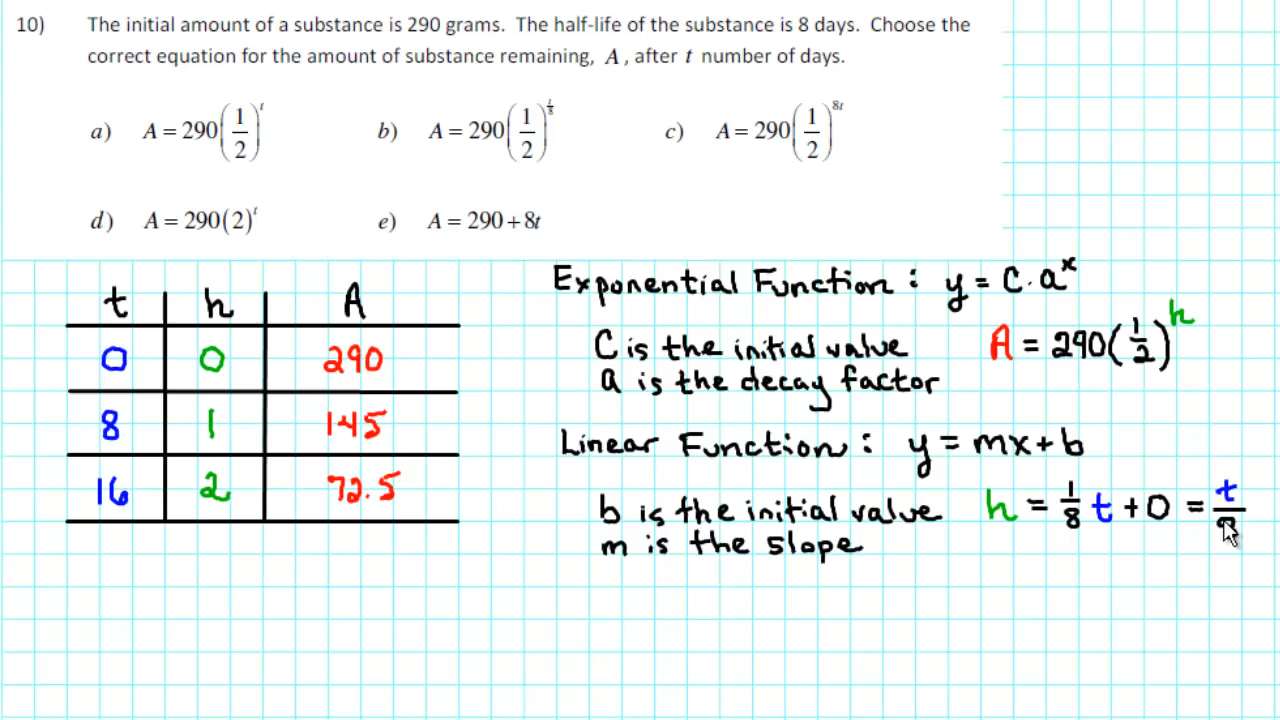 10) The initial amount of a substance is 290 grams. The half-life of the substance is 8 days. Choose the
correct equation for the amount of substance remaining, A, after t number of days.
a) A = 290(1/2)^t b) A = 290(1/2)^(t/8) c) A = 290(1/2)^(8t)
d) A = 290(2)^t e) A = 290 + 8t
t h A
0 0 290
8 1 145
16 2 72.5
Exponential Function : y = C · a^x
C is the initial value A = 290(1/2)^h
a is the decay factor
Linear Function : y = mx + b
b is the initial value h = 1/8 t + 0 = t/8
m is the slope